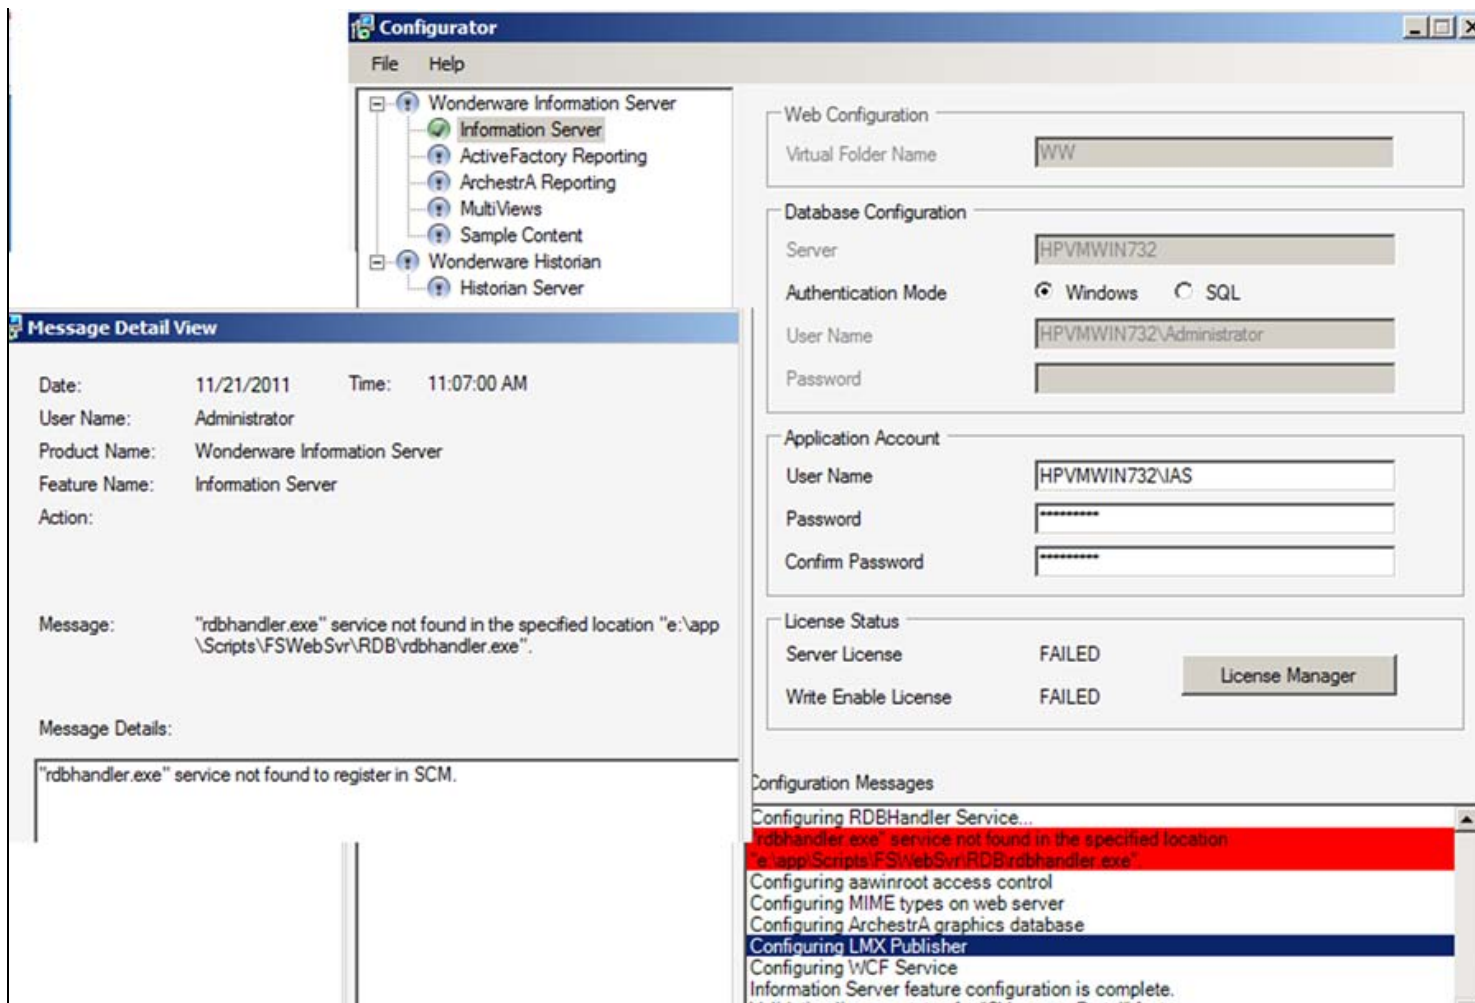 Configurator
File Help
Wonderware Information Server
Information Server
ActiveFactory Reporting
ArchestrA Reporting
MultiViews
Sample Content
Wonderware Historian
Historian Server
Web Configuration
Virtual Folder Name WW
Database Configuration
Server HPVMWIN732
Authentication Mode Windows SQL
User Name HPVMWIN732\Administrator
Password
Application Account
User Name HPVMWIN732\IAS
Password *********
Confirm Password *********
License Status
Server License FAILED
Write Enable License FAILED
License Manager
Message Detail View
Date: 11/21/2011 Time: 11:07:00 AM
User Name: Administrator
Product Name: Wonderware Information Server
Feature Name: Information Server
Action:
Message: "rdbhandler.exe" service not found in the specified location "e:\app
\Scripts\FSWebSvr\RDB\rdbhandler.exe".
Message Details:
"rdbhandler.exe" service not found to register in SCM.
Configuration Messages
Configuring RDBHandler Service...
"rdbhandler.exe" service not found in the specified location
"e:\app\Scripts\FSWebSvr\RDB\rdbhandler.exe".
Configuring aawinroot access control
Configuring MIME types on web server
Configuring ArchestrA graphics database
Configuring LMX Publisher
Configuring WCF Service
Information Server feature configuration is complete.